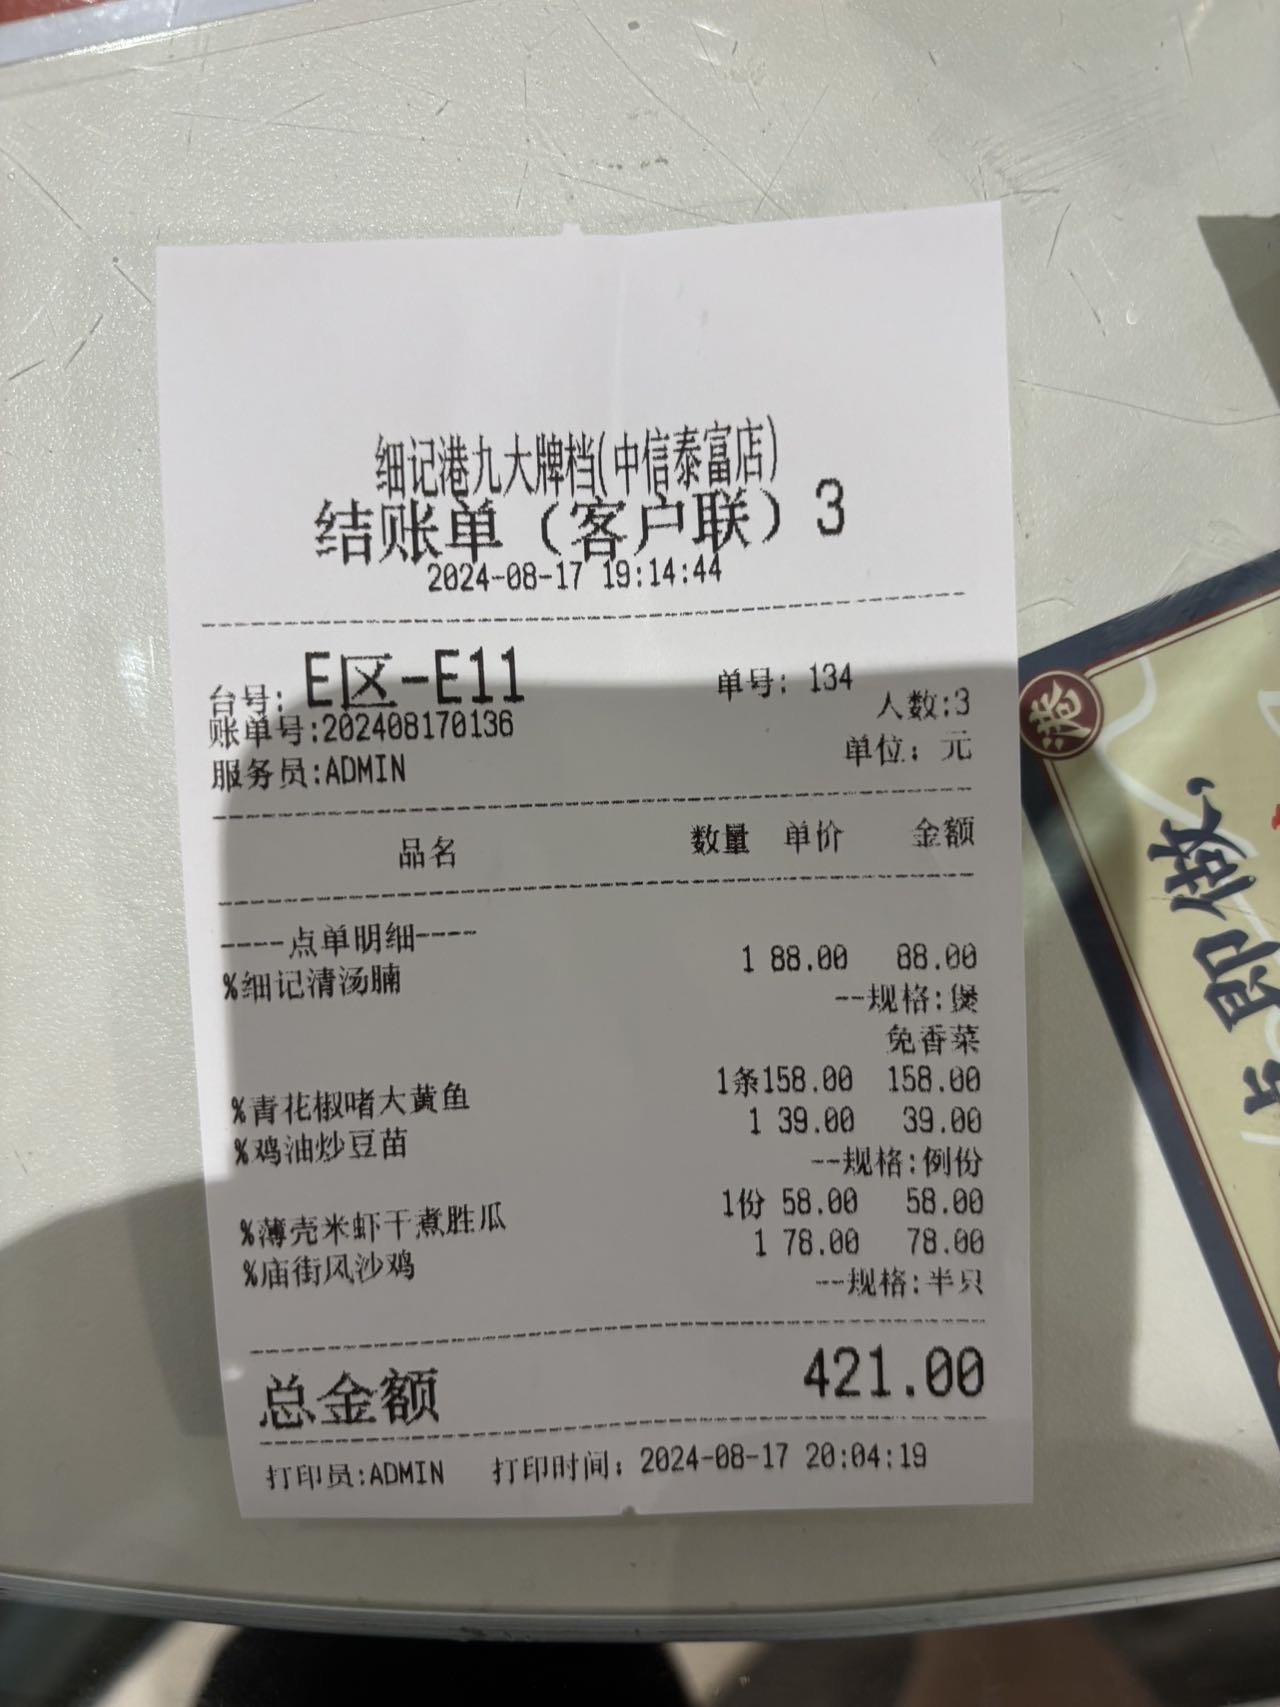 细记港九大牌档(中信泰富店)
结账单（客户联）3
2024-08-17 19:14:44
台号: E区-E11 单号: 134
账单号:202408170136 人数:3
服务员:ADMIN 单位: 元
品名 数量 单价 金额
----点单明细----
%细记清汤腩 1 88.00 88.00
--规格:煲
免香菜
%青花椒啫大黄鱼 1条158.00 158.00
%鸡油炒豆苗 1 39.00 39.00
--规格:例份
%薄壳米虾干煮胜瓜 1份 58.00 58.00
%庙街风沙鸡 1 78.00 78.00
--规格:半只
总金额 421.00
打印员:ADMIN 打印时间: 2024-08-17 20:04:19
港
即做,